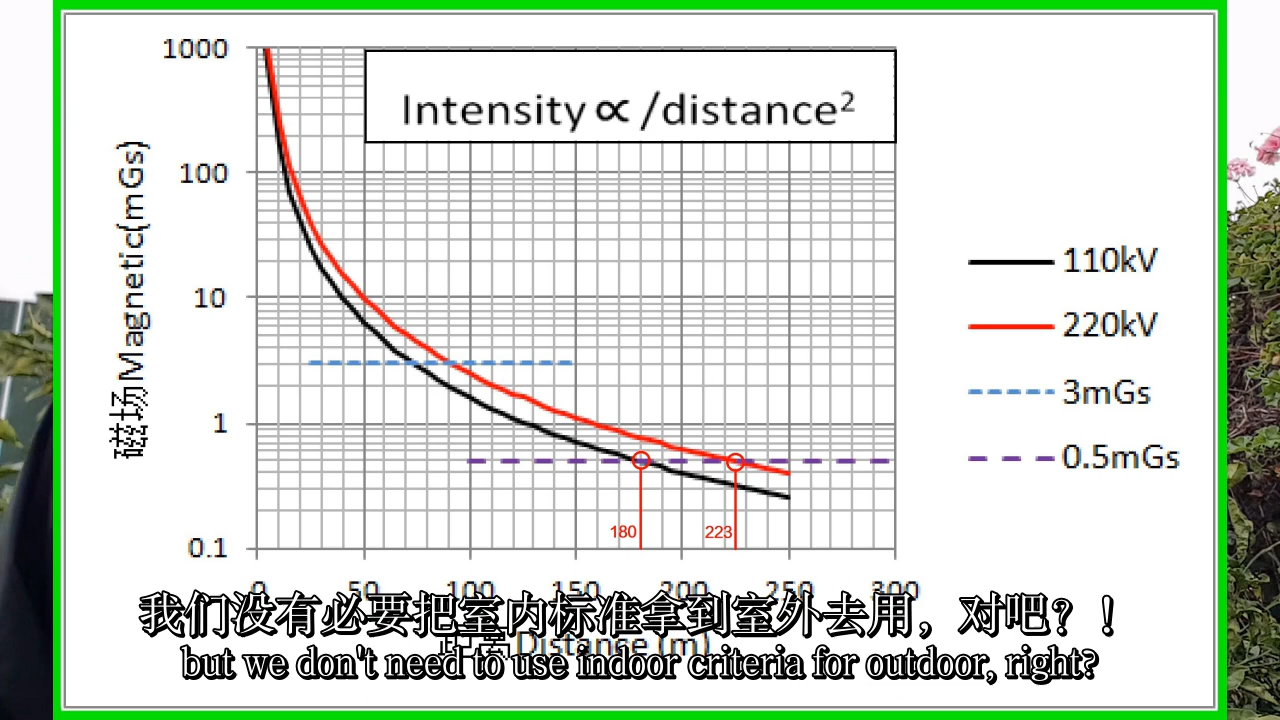 1000
Intensity ∝ /distance²
100
10
1
0.1
磁场Magnetic(mGs)
110kV
220kV
3mGs
0.5mGs
180
223
0 50 100 150 200 250 300
距离 Distance (m)
我们没有必要把室内标准拿到室外去用，对吧？！
but we don't need to use indoor criteria for outdoor, right?